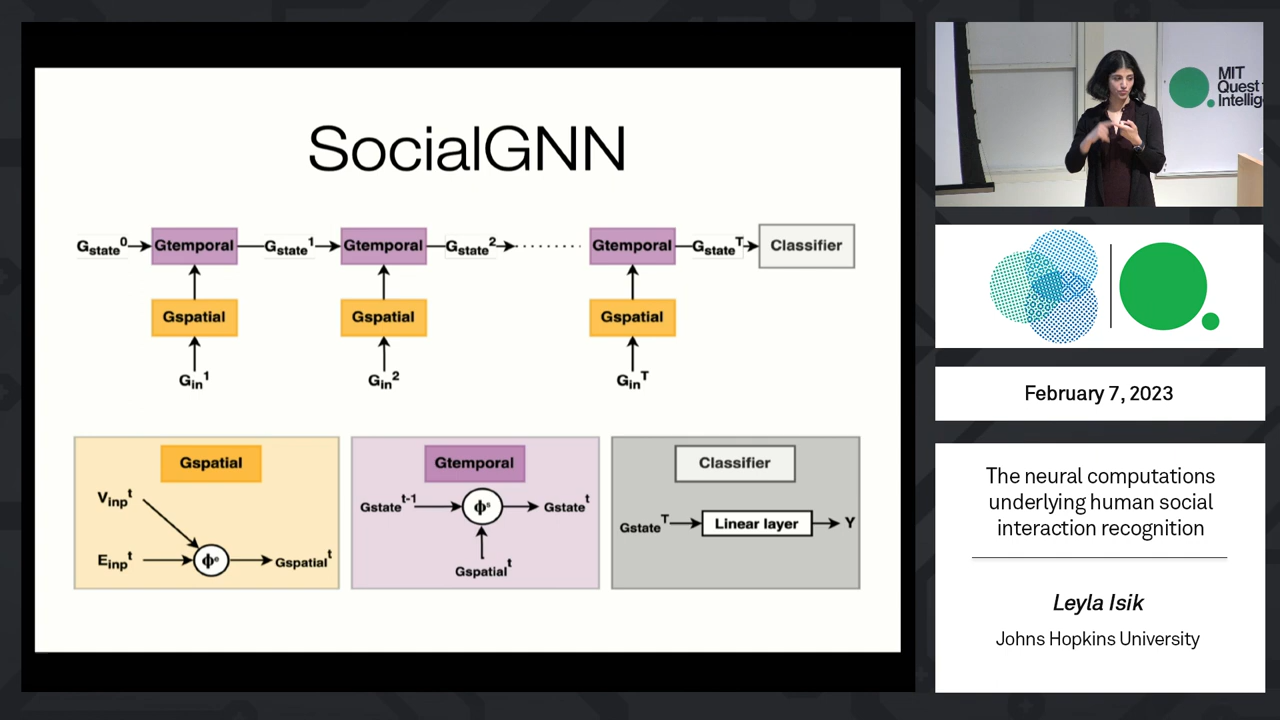 SocialGNN
Gstate⁰ Gtemporal Gstate¹ Gtemporal Gstate² Gtemporal Gstateᵀ Classifier
Gspatial Gspatial Gspatial
Gin¹ Gin² Ginᵀ
Gspatial
Vinpᵗ
Einpᵗ ϕᵉ Gspatialᵗ
Gtemporal
Gstateᵗ⁻¹ ϕˢ Gstateᵗ
Gspatialᵗ
Classifier
Gstateᵀ Linear layer Y
MIT
Quest
February 7, 2023
The neural computations
underlying human social
interaction recognition
Leyla Isik
Johns Hopkins University